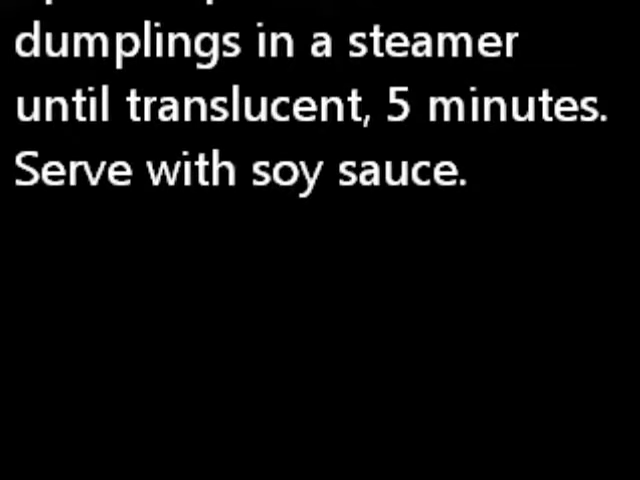 dumplings in a steamer
until translucent, 5 minutes.
Serve with soy sauce.